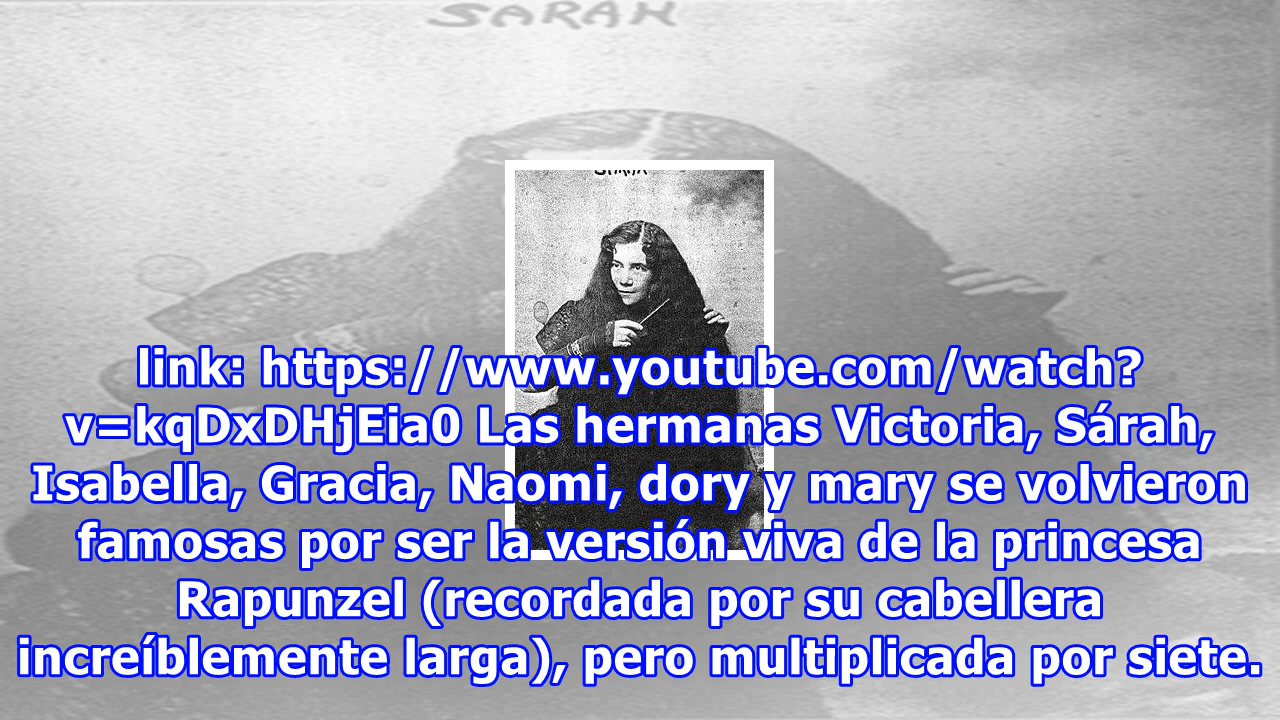 SARAH
SARAH
link: https://www.youtube.com/watch?
v=kqDxDHjEia0 Las hermanas Victoria, Sárah,
Isabella, Gracia, Naomi, dory y mary se volvieron
famosas por ser la versión viva de la princesa
Rapunzel (recordada por su cabellera
increíblemente larga), pero multiplicada por siete.